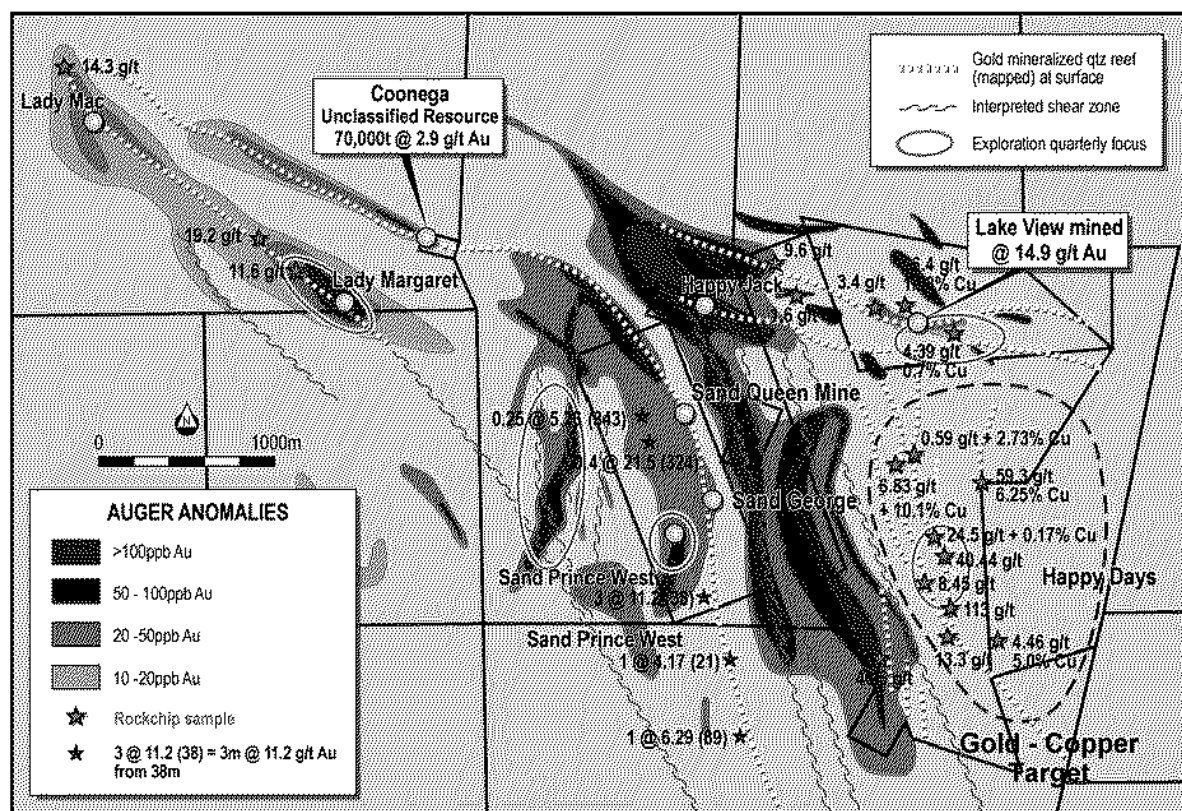 14.3 g/t
Lady Mac
Coonega
Unclassified Resource
70,000t @ 2.9 g/t Au
Gold mineralized qtz reef
(mapped) at surface
Interpreted shear zone
Exploration quarterly focus
19.2 g/t
11.6 g/t
Lady Margaret
9.6 g/t
Happy Jack
3.4 g/t
Lake View mined
@ 14.9 g/t Au
4.39 g/t
0.7% Cu
Sand Queen Mine
N
0
1000m
0.4 @ 21.5 (324)
Sand George
0.59 g/t + 2.73% Cu
6.83 g/t
+ 10.1% Cu
59.3 g/t
6.25% Cu
24.5 g/t + 0.17% Cu
40.44 g/t
8.45 g/t
Happy Days
113 g/t
13.3 g/t
4.46 g/t
5.0% Cu
Sand Prince West
3 @ 11.2 (38)
Sand Prince West
1 @ 4.17 (21)
1 @ 6.29 (89)
Gold - Copper
Target
AUGER ANOMALIES
>100ppb Au
50 - 100ppb Au
20 -50ppb Au
10 -20ppb Au
Rockchip sample
3 @ 11.2 (38) = 3m @ 11.2 g/t Au
from 38m